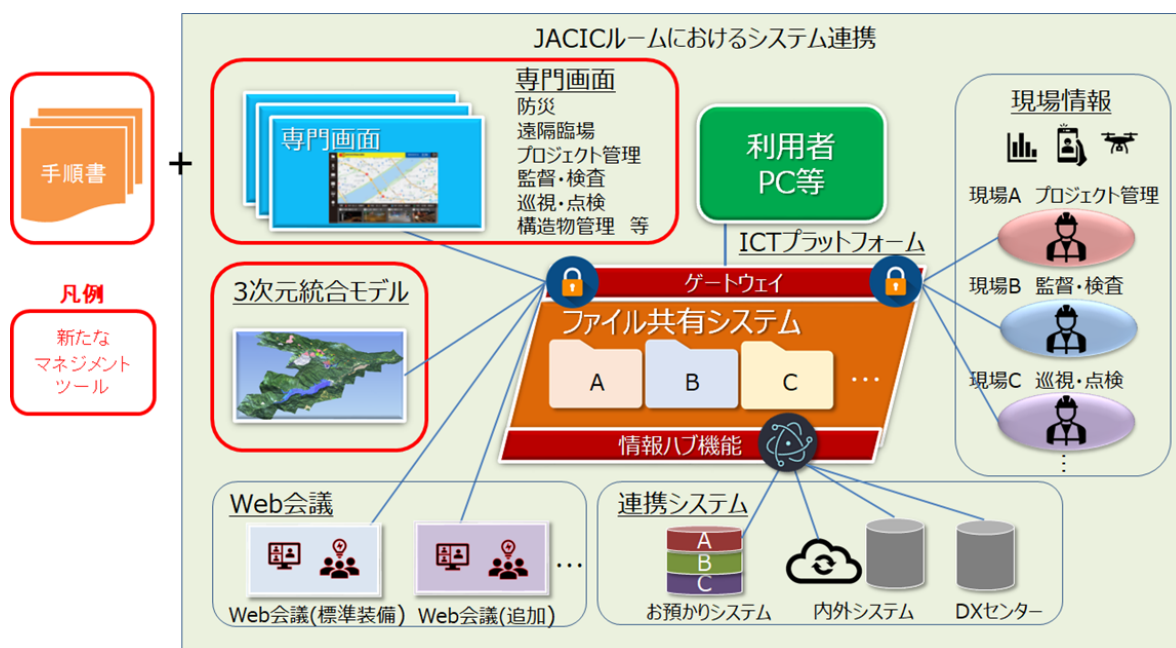 JACICルームにおけるシステム連携
手順書
+
専門画面
専門画面
防災
遠隔臨場
プロジェクト管理
監督・検査
巡視・点検
構造物管理 等
利用者
PC等
現場情報
現場A プロジェクト管理
現場B 監督・検査
現場C 巡視・点検
⋮
凡例
新たな
マネジメント
ツール
3次元統合モデル
ICTプラットフォーム
ゲートウェイ
ファイル共有システム
A
B
C
…
情報ハブ機能
Web会議
Web会議(標準装備)
Web会議(追加)
…
連携システム
A
B
C
お預かりシステム
内外システム
DXセンター